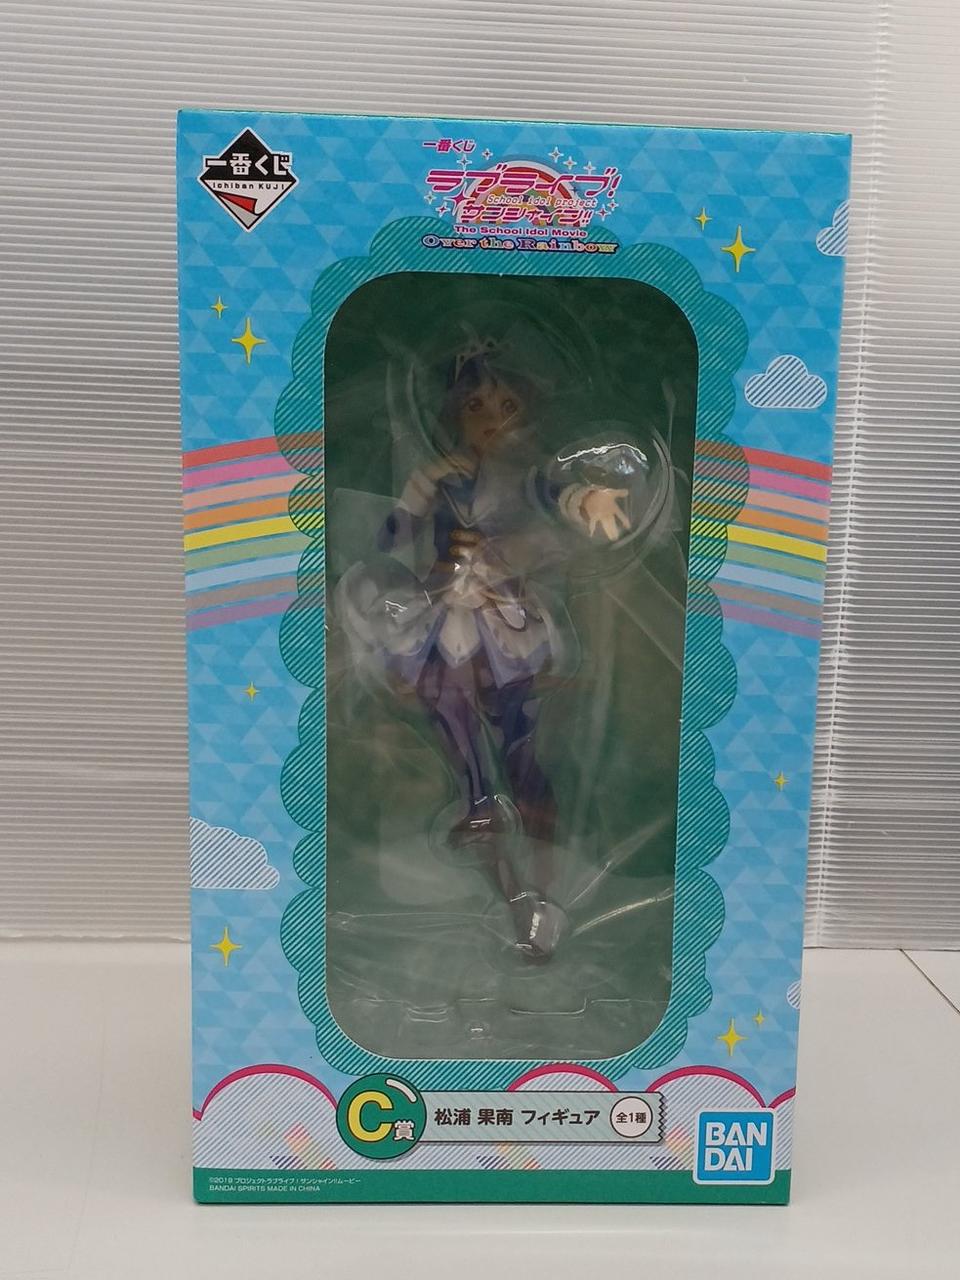 一番くじ
Ichiban KUJI
一番くじ
ラブライブ!
School idol project
サンシャイン!!
The School Idol Movie
Over the Rainbow
C賞
松浦 果南 フィギュア
全1種
BAN
DAI
©2019 プロジェクトラブライブ!サンシャイン!!ムービー
BANDAI SPIRITS MADE IN CHINA